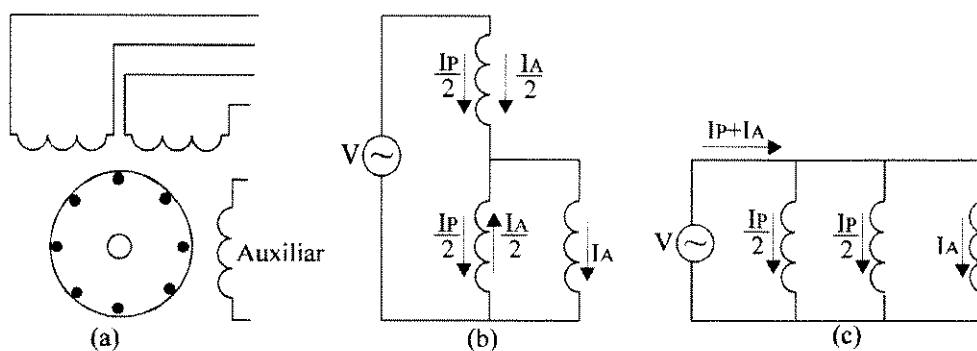 Auxiliar
(a)
V
IP/2
IA/2
IP/2
IA/2
IA
(b)
IP+IA
V
IP/2
IP/2
IA
(c)